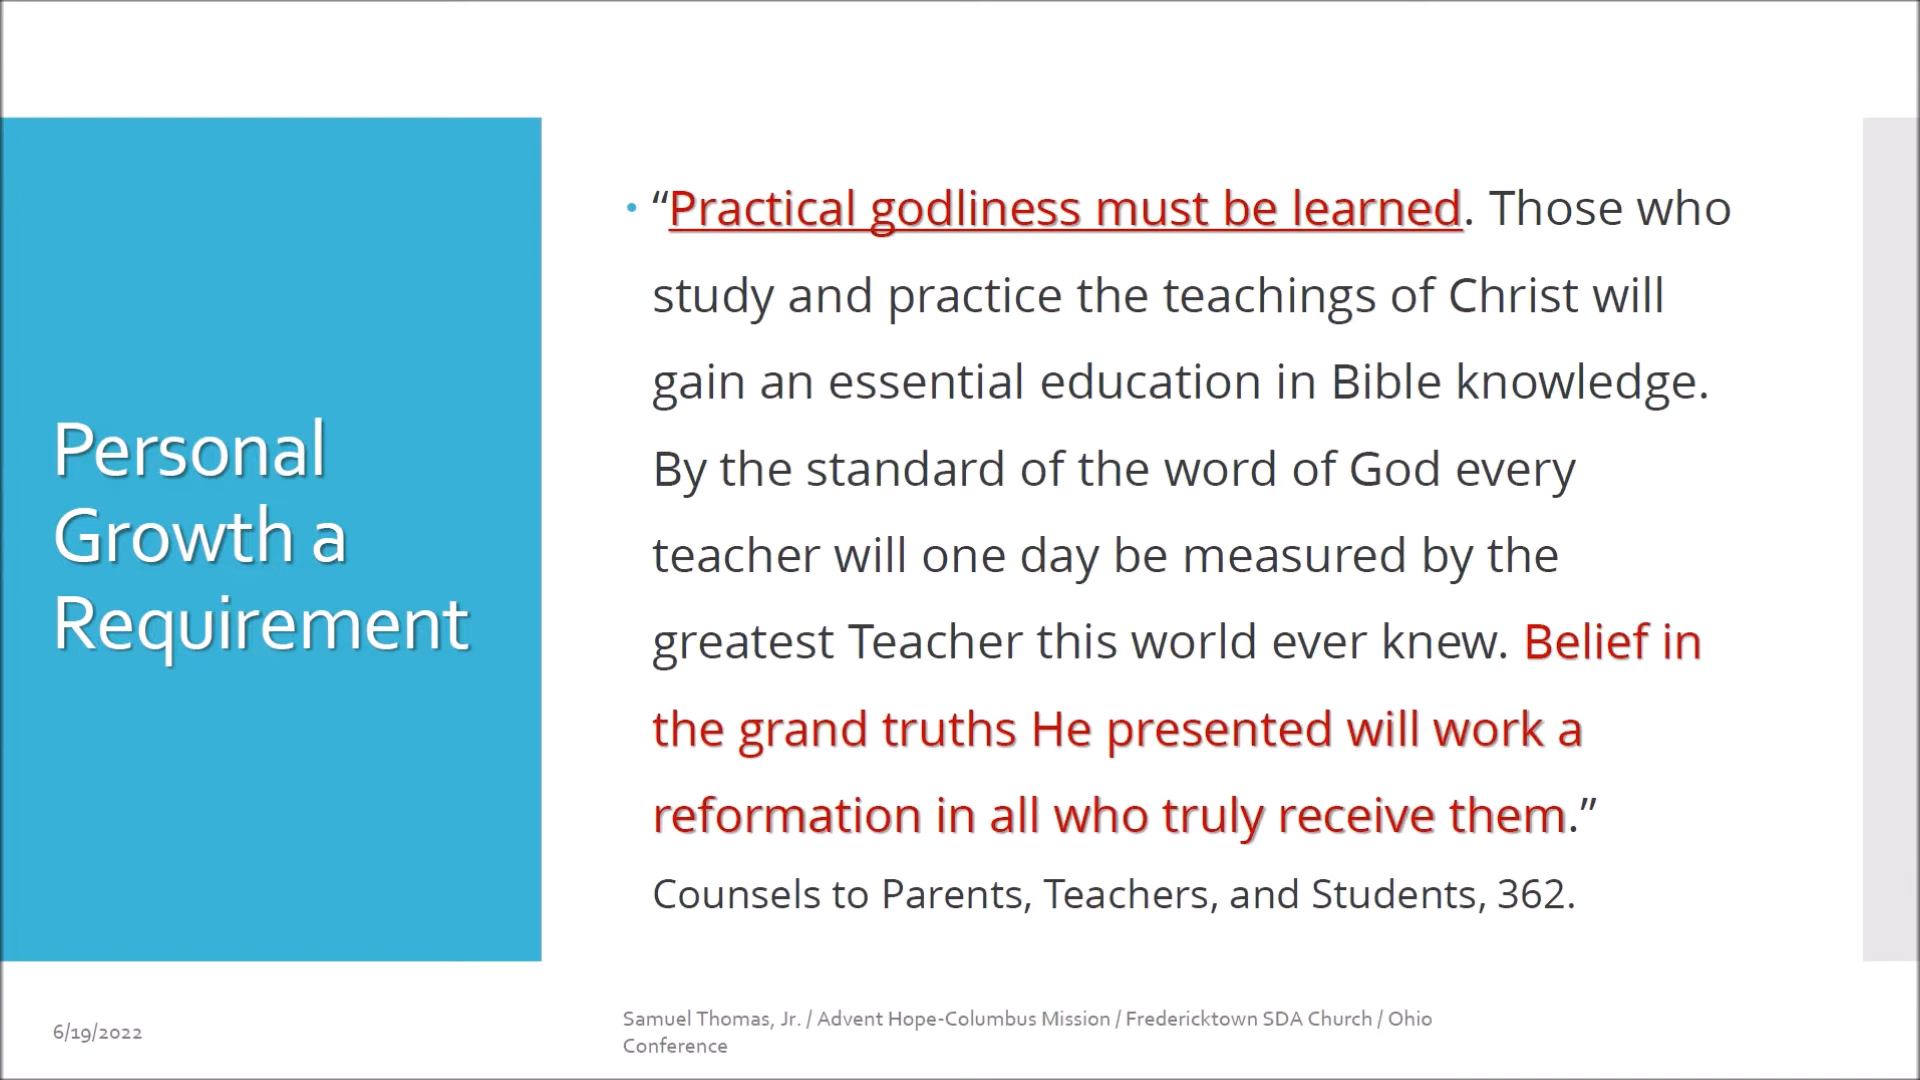 Personal
Growth a
Requirement
• “Practical godliness must be learned. Those who
study and practice the teachings of Christ will
gain an essential education in Bible knowledge.
By the standard of the word of God every
teacher will one day be measured by the
greatest Teacher this world ever knew. Belief in
the grand truths He presented will work a
reformation in all who truly receive them.”
Counsels to Parents, Teachers, and Students, 362.
6/19/2022
Samuel Thomas, Jr. / Advent Hope-Columbus Mission / Fredericktown SDA Church / Ohio
Conference